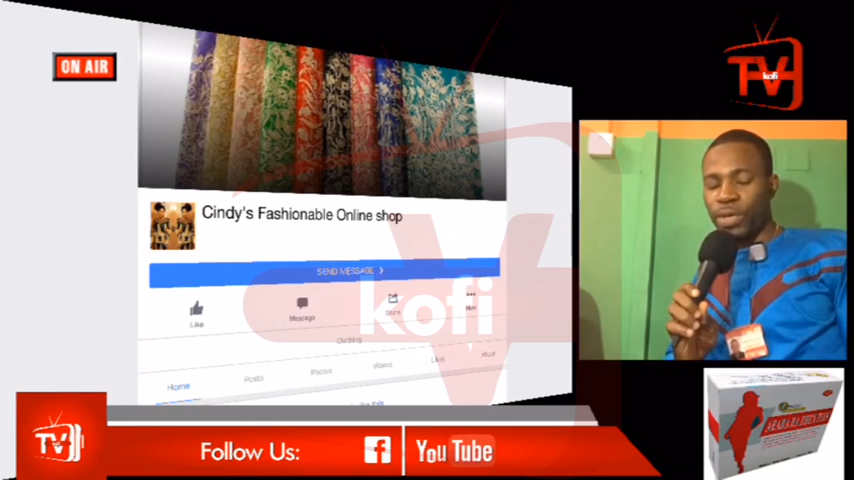 ON AIR
TV
kofi
Cindy's Fashionable Online shop
SEND MESSAGE
Like
Message
Share
More
Clothing
Home
Posts
Photos
Videos
Likes
About
kofi
TV
Follow Us:
f
You Tube